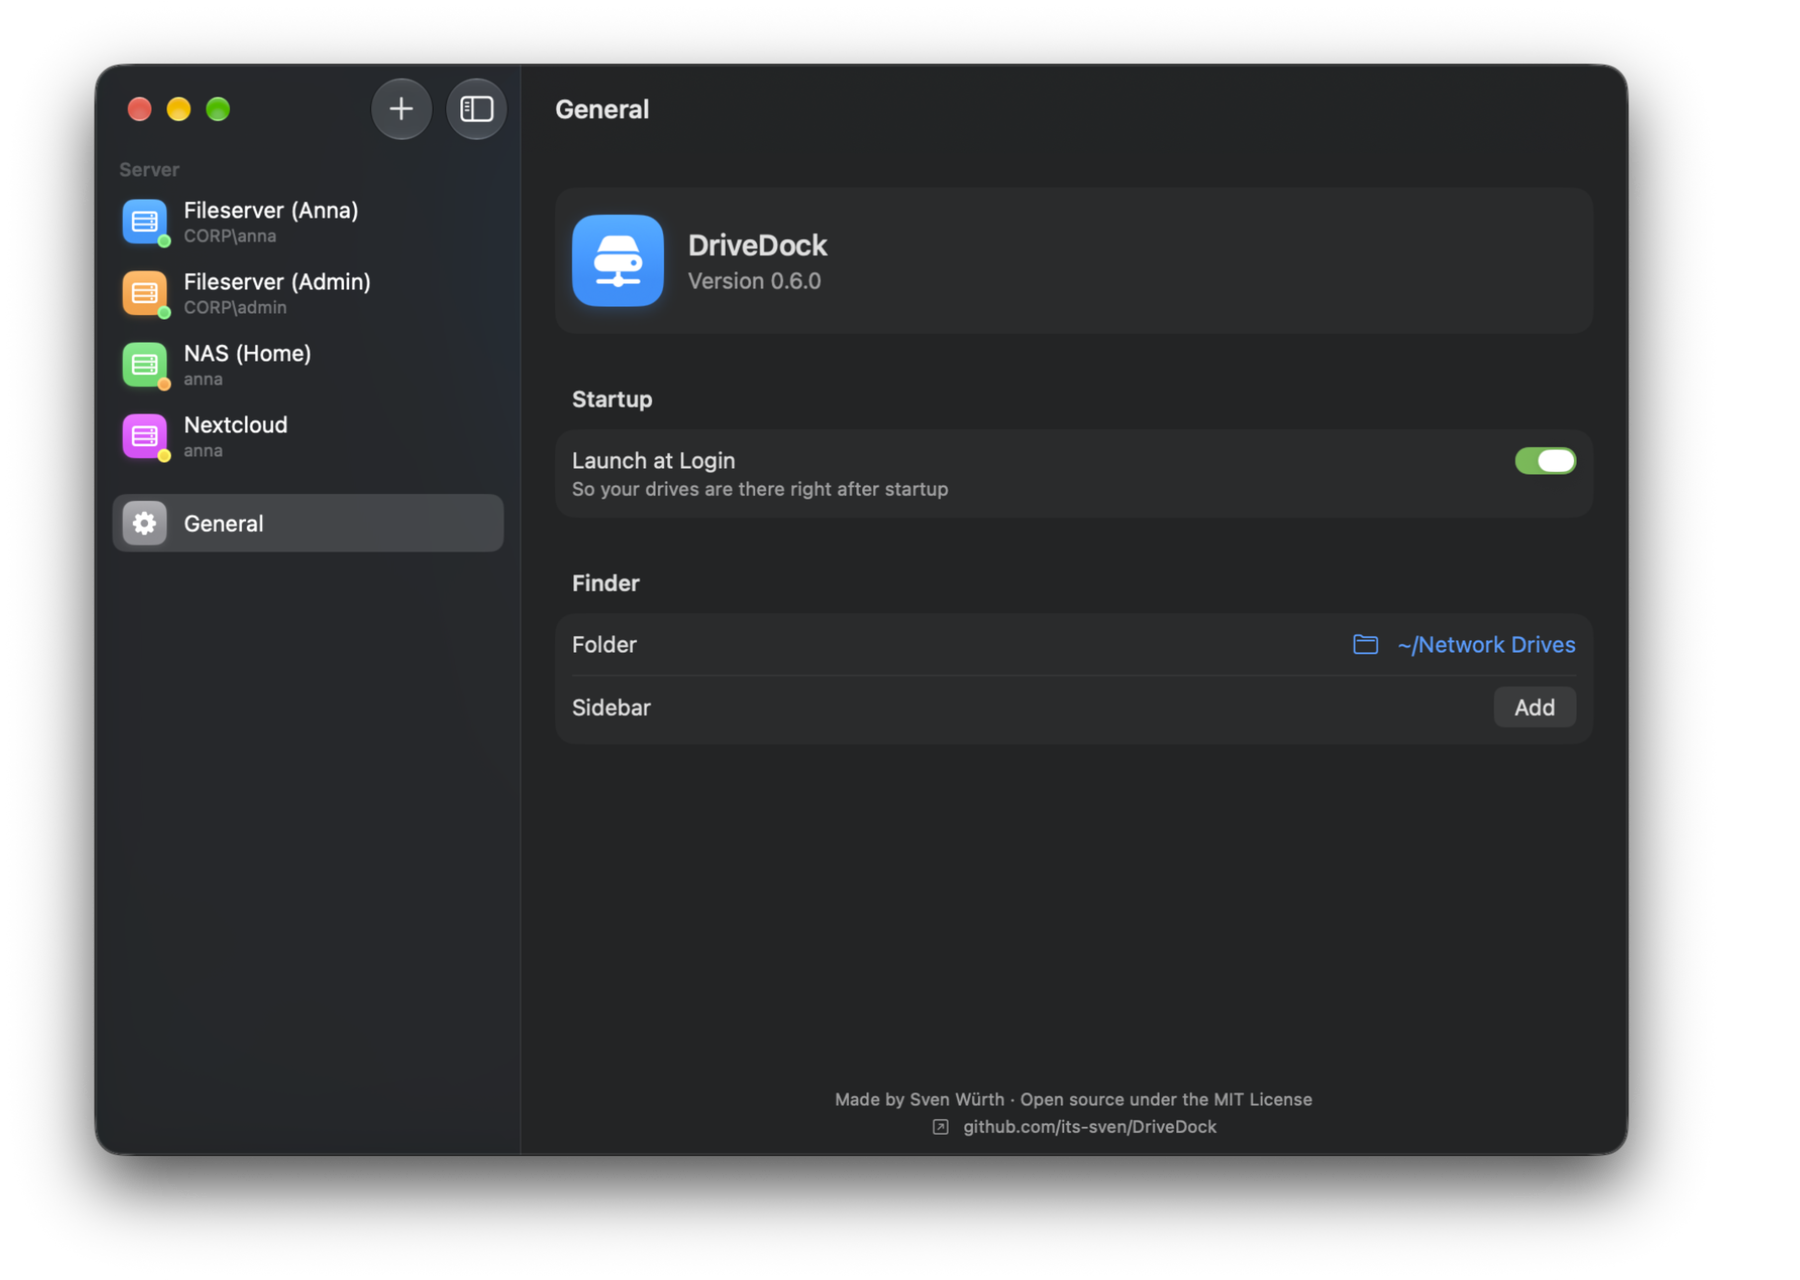 General
Server
Fileserver (Anna)
CORP\anna
Fileserver (Admin)
CORP\admin
NAS (Home)
anna
Nextcloud
anna
General
DriveDock
Version 0.6.0
Startup
Launch at Login
So your drives are there right after startup
Finder
Folder
~/Network Drives
Sidebar
Add
Made by Sven Würth · Open source under the MIT License
github.com/its-sven/DriveDock